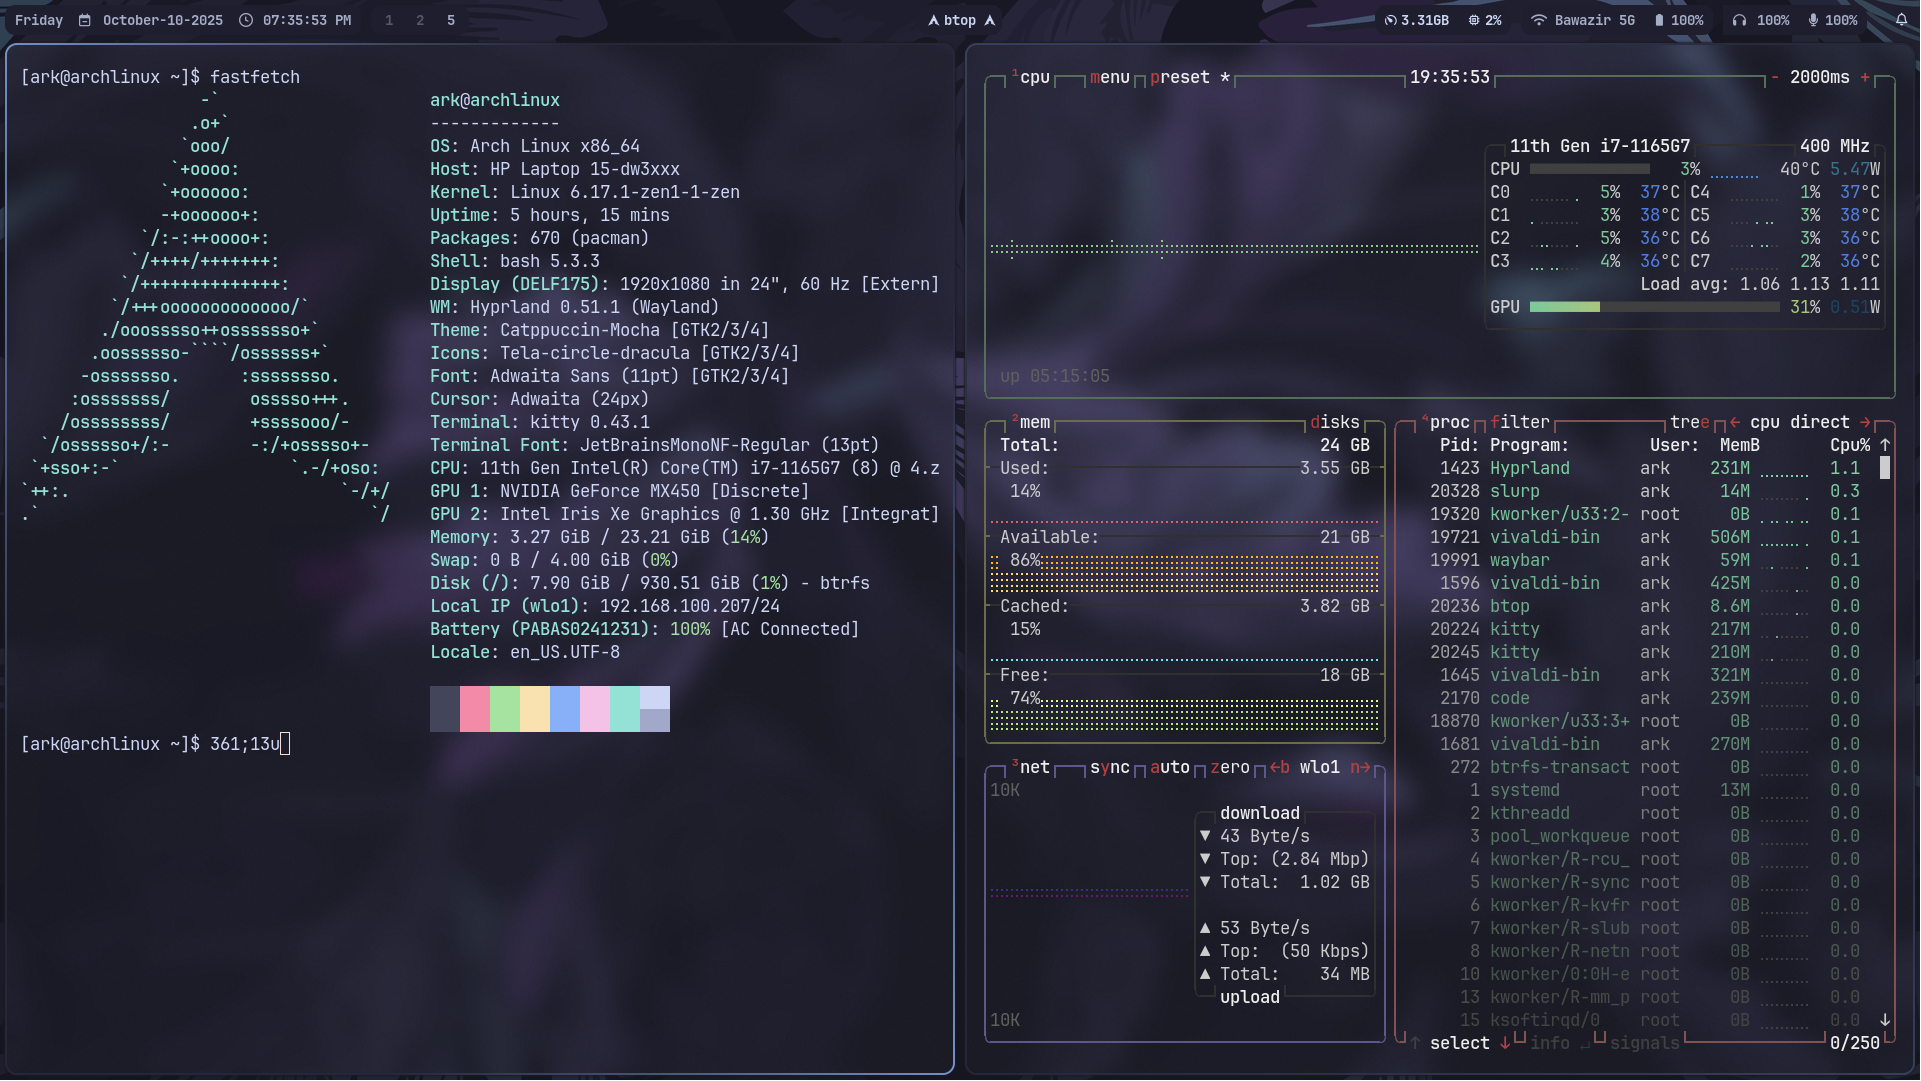 Friday October-10-2025 07:35:53 PM 1 2 5
btop
3.31GB 2% Bawazir 5G 100% 100% 100%
[ark@archlinux ~]$ fastfetch
-`
.o+`
`ooo/
`+oooo:
`+oooooo:
-+oooooo+:
`/:-:++oooo+:
`/++++/+++++++:
`/++++++++++++++:
`/+++ooooooooooooo/`
./ooosssso++osssssso+`
.oossssso-````/ossssss+`
-osssssso. :ssssssso.
:osssssss/ osssso+++.
/ossssssss/ +ssssooo/-
`/ossssso+/:- -:/+osssso+-
`+sso+:-` `.-/+oso:
`++:. `-/+/
.` `/
ark@archlinux
-------------
OS: Arch Linux x86_64
Host: HP Laptop 15-dw3xxx
Kernel: Linux 6.17.1-zen1-1-zen
Uptime: 5 hours, 15 mins
Packages: 670 (pacman)
Shell: bash 5.3.3
Display (DELF175): 1920x1080 in 24", 60 Hz [Extern]
WM: Hyprland 0.51.1 (Wayland)
Theme: Catppuccin-Mocha [GTK2/3/4]
Icons: Tela-circle-dracula [GTK2/3/4]
Font: Adwaita Sans (11pt) [GTK2/3/4]
Cursor: Adwaita (24px)
Terminal: kitty 0.43.1
Terminal Font: JetBrainsMonoNF-Regular (13pt)
CPU: 11th Gen Intel(R) Core(TM) i7-1165G7 (8) @ 4.z
GPU 1: NVIDIA GeForce MX450 [Discrete]
GPU 2: Intel Iris Xe Graphics @ 1.30 GHz [Integrat]
Memory: 3.27 GiB / 23.21 GiB (14%)
Swap: 0 B / 4.00 GiB (0%)
Disk (/): 7.90 GiB / 930.51 GiB (1%) - btrfs
Local IP (wlo1): 192.168.100.207/24
Battery (PABAS0241231): 100% [AC Connected]
Locale: en_US.UTF-8
[ark@archlinux ~]$ 361;13u
¹cpu menu preset * 19:35:53 - 2000ms +
11th Gen i7-1165G7 400 MHz
CPU 3% 40°C 5.47W
C0 5% 37°C C4 1% 37°C
C1 3% 38°C C5 3% 38°C
C2 5% 36°C C6 3% 36°C
C3 4% 36°C C7 2% 36°C
Load avg: 1.06 1.13 1.11
GPU 31% 0.51W
up 05:15:05
²mem disks
Total: 24 GB
Used: 3.55 GB
14%
Available: 21 GB
86%
Cached: 3.82 GB
15%
Free: 18 GB
74%
³net sync auto zero ←b wlo1 n→
10K
download
▼ 43 Byte/s
▼ Top: (2.84 Mbp)
▼ Total: 1.02 GB
▲ 53 Byte/s
▲ Top: (50 Kbps)
▲ Total: 34 MB
upload
10K
⁴proc filter tree ← cpu direct →
Pid: Program: User: MemB Cpu% ↑
1423 Hyprland ark 231M 1.1
20328 slurp ark 14M 0.3
19320 kworker/u33:2- root 0B 0.1
19721 vivaldi-bin ark 506M 0.1
19991 waybar ark 59M 0.1
1596 vivaldi-bin ark 425M 0.0
20236 btop ark 8.6M 0.0
20224 kitty ark 217M 0.0
20245 kitty ark 210M 0.0
1645 vivaldi-bin ark 321M 0.0
2170 code ark 239M 0.0
18870 kworker/u33:3+ root 0B 0.0
1681 vivaldi-bin ark 270M 0.0
272 btrfs-transact root 0B 0.0
1 systemd root 13M 0.0
2 kthreadd root 0B 0.0
3 pool_workqueue root 0B 0.0
4 kworker/R-rcu_ root 0B 0.0
5 kworker/R-sync root 0B 0.0
6 kworker/R-kvfr root 0B 0.0
7 kworker/R-slub root 0B 0.0
8 kworker/R-netn root 0B 0.0
10 kworker/0:0H-e root 0B 0.0
13 kworker/R-mm_p root 0B 0.0
15 ksoftirqd/0 root 0B 0.0 ↓
↑ select ↓ info ↵ signals 0/250